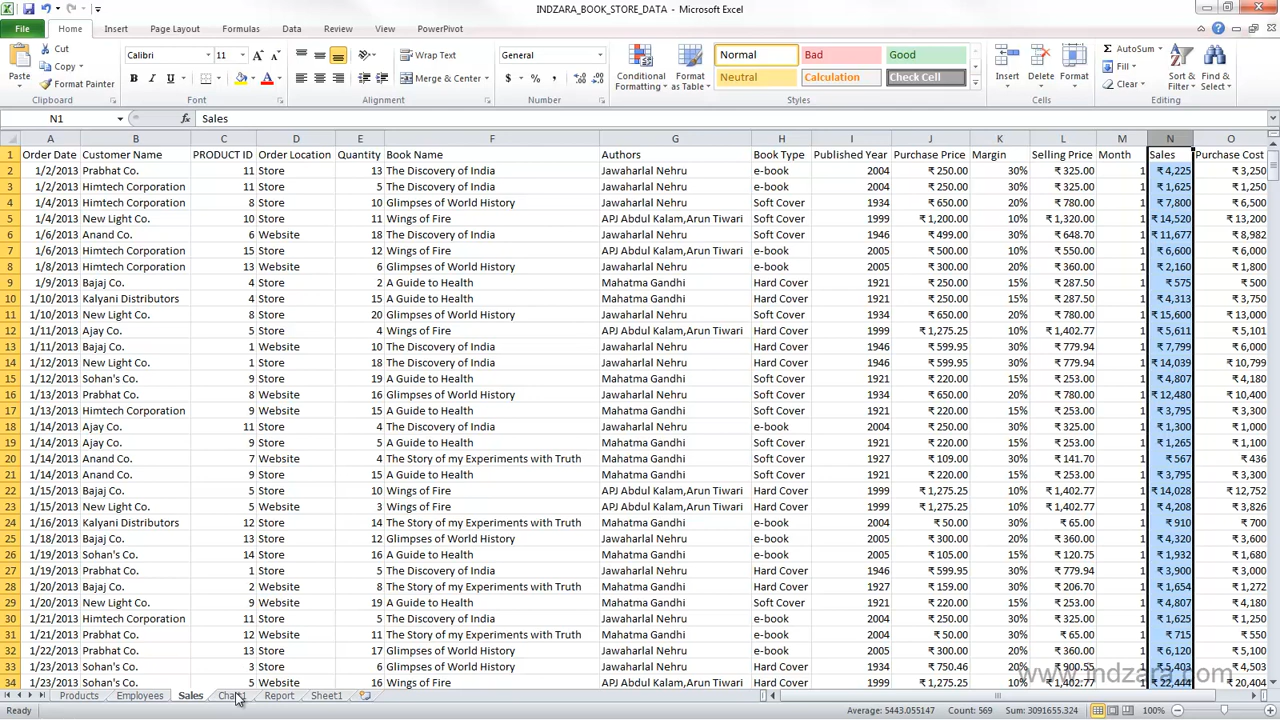 INDZARA_BOOK_STORE_DATA - Microsoft Excel
File Home Insert Page Layout Formulas Data Review View PowerPivot
Cut Calibri 11 Wrap Text General Normal Bad Good AutoSum
Copy Fill
Paste Format Painter B I U Merge & Center $ % , Conditional Formatting Format as Table Neutral Calculation Check Cell Insert Delete Format Clear Sort & Filter Find & Select
Clipboard Font Alignment Number Styles Cells Editing
N1 fx Sales
A B C D E F G H I J K L M N O
1 Order Date Customer Name PRODUCT ID Order Location Quantity Book Name Authors Book Type Published Year Purchase Price Margin Selling Price Month Sales Purchase Cost
2 1/2/2013 Prabhat Co. 11 Store 13 The Discovery of India Jawaharlal Nehru e-book 2004 ₹ 250.00 30% ₹ 325.00 1 ₹ 4,225 ₹ 3,250
3 1/2/2013 Himtech Corporation 11 Store 5 The Discovery of India Jawaharlal Nehru e-book 2004 ₹ 250.00 30% ₹ 325.00 1 ₹ 1,625 ₹ 1,250
4 1/4/2013 Himtech Corporation 8 Store 10 Glimpses of World History Jawaharlal Nehru Soft Cover 1934 ₹ 650.00 20% ₹ 780.00 1 ₹ 7,800 ₹ 6,500
5 1/4/2013 New Light Co. 10 Store 11 Wings of Fire APJ Abdul Kalam,Arun Tiwari Soft Cover 1999 ₹ 1,200.00 10% ₹ 1,320.00 1 ₹ 14,520 ₹ 13,200
6 1/6/2013 Anand Co. 6 Website 18 The Discovery of India Jawaharlal Nehru Soft Cover 1946 ₹ 499.00 30% ₹ 648.70 1 ₹ 11,677 ₹ 8,982
7 1/6/2013 Himtech Corporation 15 Website 12 Wings of Fire APJ Abdul Kalam,Arun Tiwari e-book 2005 ₹ 500.00 10% ₹ 550.00 1 ₹ 6,600 ₹ 6,000
8 1/8/2013 Himtech Corporation 13 Website 6 Glimpses of World History Jawaharlal Nehru e-book 2005 ₹ 300.00 20% ₹ 360.00 1 ₹ 2,160 ₹ 1,800
9 1/9/2013 Bajaj Co. 4 Store 2 A Guide to Health Mahatma Gandhi Hard Cover 1921 ₹ 250.00 15% ₹ 287.50 1 ₹ 575 ₹ 500
10 1/10/2013 Kalyani Distributors 4 Store 15 A Guide to Health Mahatma Gandhi Hard Cover 1921 ₹ 250.00 15% ₹ 287.50 1 ₹ 4,313 ₹ 3,750
11 1/10/2013 New Light Co. 8 Store 20 Glimpses of World History Jawaharlal Nehru Soft Cover 1934 ₹ 650.00 20% ₹ 780.00 1 ₹ 15,600 ₹ 13,000
12 1/11/2013 Ajay Co. 5 Website 4 Wings of Fire APJ Abdul Kalam,Arun Tiwari Hard Cover 1999 ₹ 1,275.25 10% ₹ 1,402.77 1 ₹ 5,611 ₹ 5,101
13 1/11/2013 Bajaj Co. 1 Website 10 The Discovery of India Jawaharlal Nehru Hard Cover 1946 ₹ 599.95 30% ₹ 779.94 1 ₹ 7,799 ₹ 6,000
14 1/12/2013 New Light Co. 1 Store 18 The Discovery of India Jawaharlal Nehru Hard Cover 1946 ₹ 599.95 30% ₹ 779.94 1 ₹ 14,039 ₹ 10,799
15 1/12/2013 Sohan's Co. 9 Store 19 A Guide to Health Mahatma Gandhi Soft Cover 1921 ₹ 220.00 15% ₹ 253.00 1 ₹ 4,807 ₹ 4,180
16 1/13/2013 Prabhat Co. 8 Website 16 Glimpses of World History Jawaharlal Nehru Soft Cover 1934 ₹ 650.00 20% ₹ 780.00 1 ₹ 12,480 ₹ 10,400
17 1/13/2013 Himtech Corporation 9 Website 15 A Guide to Health Mahatma Gandhi Soft Cover 1921 ₹ 220.00 15% ₹ 253.00 1 ₹ 3,795 ₹ 3,300
18 1/14/2013 Ajay Co. 11 Store 4 The Discovery of India Jawaharlal Nehru e-book 2004 ₹ 250.00 30% ₹ 325.00 1 ₹ 1,300 ₹ 1,000
19 1/14/2013 Ajay Co. 9 Store 5 A Guide to Health Mahatma Gandhi Soft Cover 1921 ₹ 220.00 15% ₹ 253.00 1 ₹ 1,265 ₹ 1,100
20 1/14/2013 Anand Co. 7 Website 4 The Story of my Experiments with Truth Mahatma Gandhi Soft Cover 1927 ₹ 109.00 30% ₹ 141.70 1 ₹ 567 ₹ 436
21 1/14/2013 Anand Co. 9 Store 15 A Guide to Health Mahatma Gandhi Soft Cover 1921 ₹ 220.00 15% ₹ 253.00 1 ₹ 3,795 ₹ 3,300
22 1/15/2013 Bajaj Co. 5 Store 10 Wings of Fire APJ Abdul Kalam,Arun Tiwari Hard Cover 1999 ₹ 1,275.25 10% ₹ 1,402.77 1 ₹ 14,028 ₹ 12,752
23 1/15/2013 New Light Co. 5 Website 3 Wings of Fire APJ Abdul Kalam,Arun Tiwari Hard Cover 1999 ₹ 1,275.25 10% ₹ 1,402.77 1 ₹ 4,208 ₹ 3,826
24 1/16/2013 Kalyani Distributors 12 Store 14 The Story of my Experiments with Truth Mahatma Gandhi e-book 2004 ₹ 50.00 30% ₹ 65.00 1 ₹ 910 ₹ 700
25 1/18/2013 Bajaj Co. 13 Store 12 Glimpses of World History Jawaharlal Nehru e-book 2005 ₹ 300.00 20% ₹ 360.00 1 ₹ 4,320 ₹ 3,600
26 1/18/2013 Sohan's Co. 14 Store 16 A Guide to Health Mahatma Gandhi e-book 2005 ₹ 105.00 15% ₹ 120.75 1 ₹ 1,932 ₹ 1,680
27 1/19/2013 Prabhat Co. 1 Store 5 The Discovery of India Jawaharlal Nehru Hard Cover 1946 ₹ 599.95 30% ₹ 779.94 1 ₹ 3,900 ₹ 3,000
28 1/20/2013 Bajaj Co. 2 Website 8 The Story of my Experiments with Truth Mahatma Gandhi Hard Cover 1927 ₹ 159.00 30% ₹ 206.70 1 ₹ 1,654 ₹ 1,272
29 1/20/2013 New Light Co. 9 Website 19 A Guide to Health Mahatma Gandhi Soft Cover 1921 ₹ 220.00 15% ₹ 253.00 1 ₹ 4,807 ₹ 4,180
30 1/21/2013 Himtech Corporation 11 Store 5 The Discovery of India Jawaharlal Nehru e-book 2004 ₹ 250.00 30% ₹ 325.00 1 ₹ 1,625 ₹ 1,250
31 1/21/2013 Prabhat Co. 12 Website 11 The Story of my Experiments with Truth Mahatma Gandhi e-book 2004 ₹ 50.00 30% ₹ 65.00 1 ₹ 715 ₹ 550
32 1/22/2013 Prabhat Co. 13 Store 17 Glimpses of World History Jawaharlal Nehru e-book 2005 ₹ 300.00 20% ₹ 360.00 1 ₹ 6,120 ₹ 5,100
33 1/23/2013 Sohan's Co. 3 Store 6 Glimpses of World History Jawaharlal Nehru Hard Cover 1934 ₹ 750.46 20% ₹ 900.55 1 ₹ 5,403 ₹ 4,503
34 1/23/2013 Sohan's Co. 5 Website 16 Wings of Fire APJ Abdul Kalam,Arun Tiwari Hard Cover 1999 ₹ 1,275.25 10% ₹ 1,402.77 1 ₹ 22,444 ₹ 20,404
www.indzara.com
Products Employees Sales Chart1 Report Sheet1
Ready Average: 5443.055147 Count: 569 Sum: 3091655.324 100%